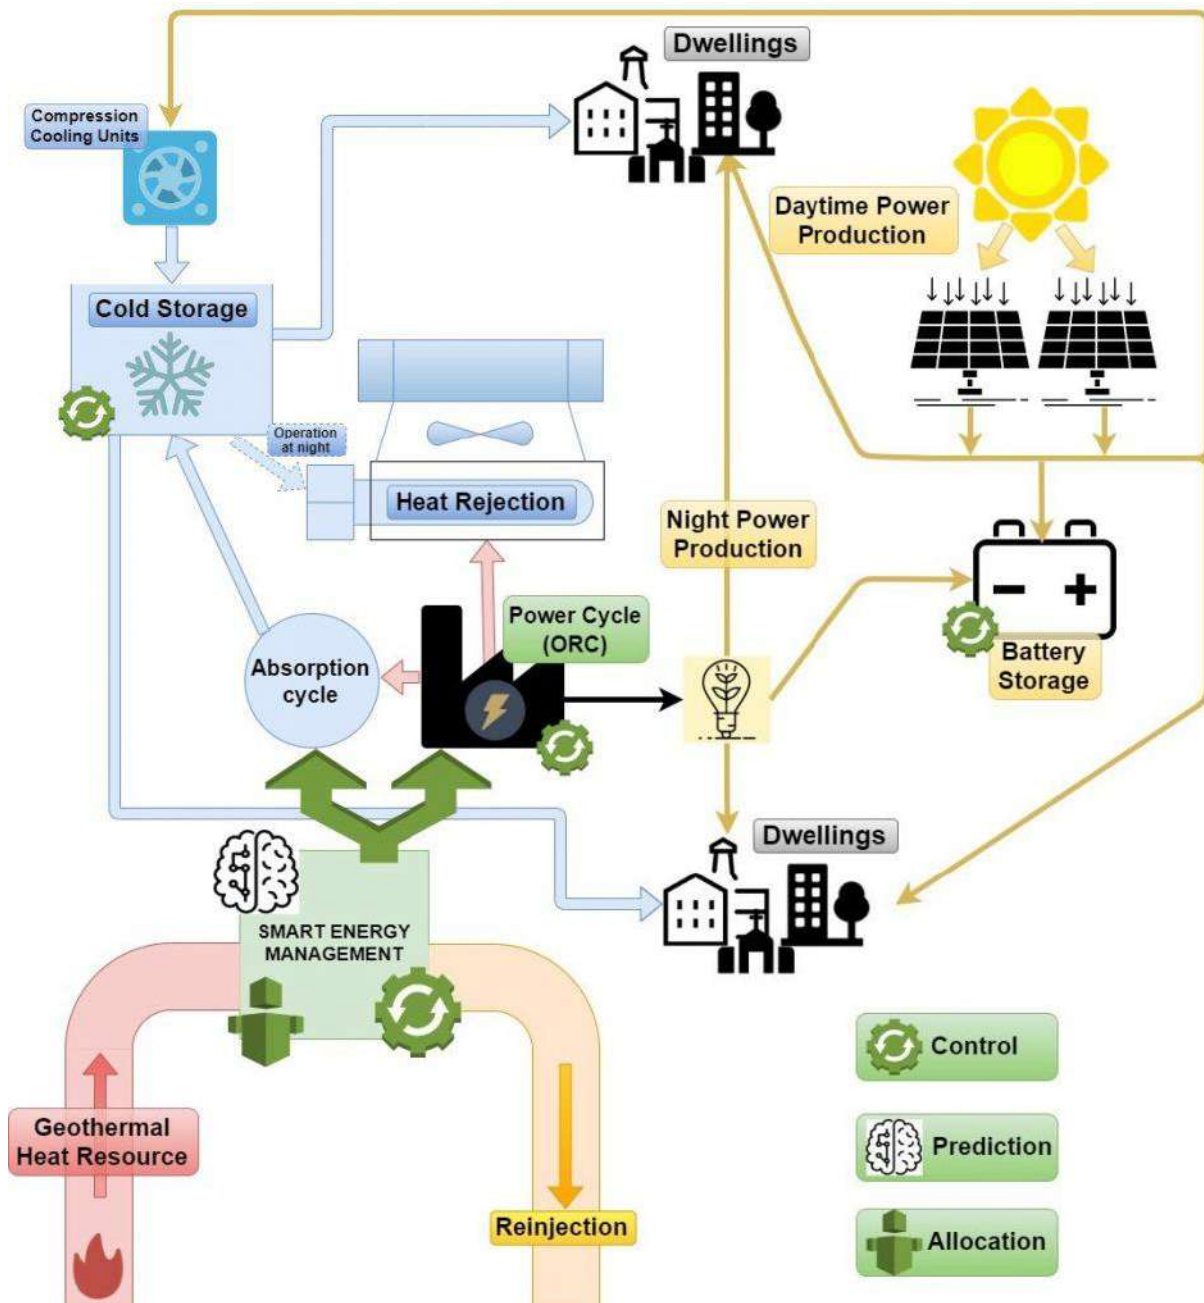 Dwellings
Compression
Cooling Units
Daytime Power
Production
Cold Storage
Operation
at night
Heat Rejection
Night Power
Production
Power Cycle
(ORC)
Absorption
cycle
Battery
Storage
Dwellings
SMART ENERGY
MANAGEMENT
Control
Geothermal
Heat Resource
Prediction
Reinjection
Allocation